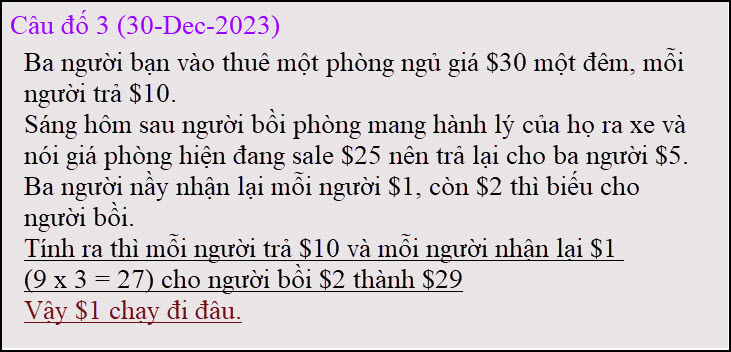 Câu đố 3 (30-Dec-2023)
Ba người bạn vào thuê một phòng ngủ giá $30 một đêm, mỗi
người trả $10.
Sáng hôm sau người bồi phòng mang hành lý của họ ra xe và
nói giá phòng hiện đang sale $25 nên trả lại cho ba người $5.
Ba người nầy nhận lại mỗi người $1, còn $2 thì biếu cho
người bồi.
Tính ra thì mỗi người trả $10 và mỗi người nhận lại $1
(9 x 3 = 27) cho người bồi $2 thành $29
Vậy $1 chạy đi đâu.